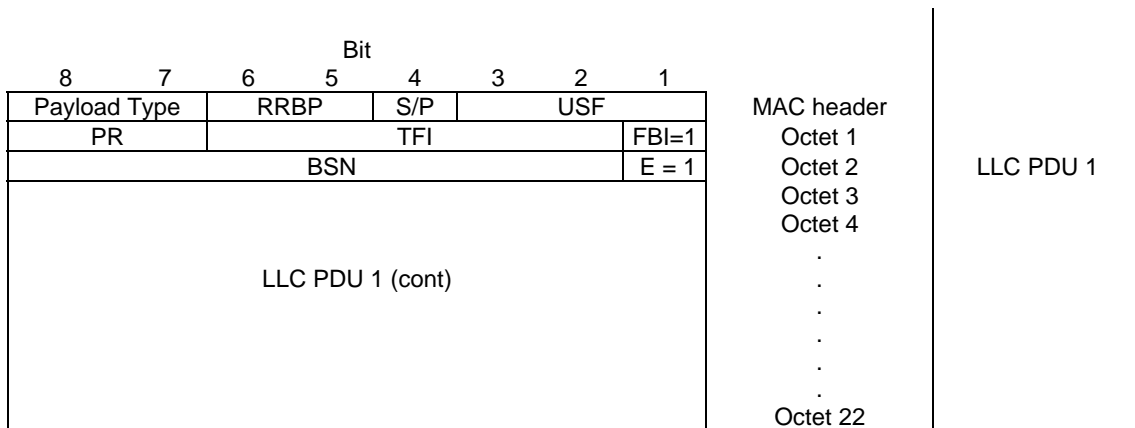 Bit
8 7 6 5 4 3 2 1
Payload Type RRBP S/P USF MAC header
PR TFI FBI=1 Octet 1
BSN E = 1 Octet 2 LLC PDU 1
Octet 3
Octet 4
.
LLC PDU 1 (cont) .
.
.
.
.
Octet 22